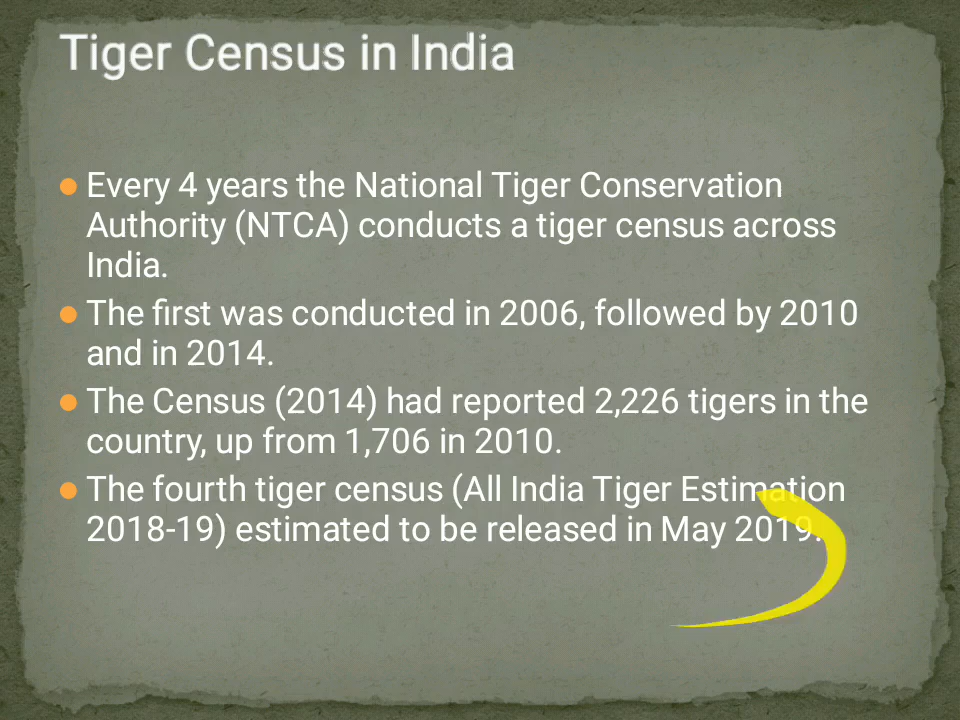 Tiger Census in India
Every 4 years the National Tiger Conservation
Authority (NTCA) conducts a tiger census across
India.
The first was conducted in 2006, followed by 2010
and in 2014.
The Census (2014) had reported 2,226 tigers in the
country, up from 1,706 in 2010.
The fourth tiger census (All India Tiger Estimation
2018-19) estimated to be released in May 2019.